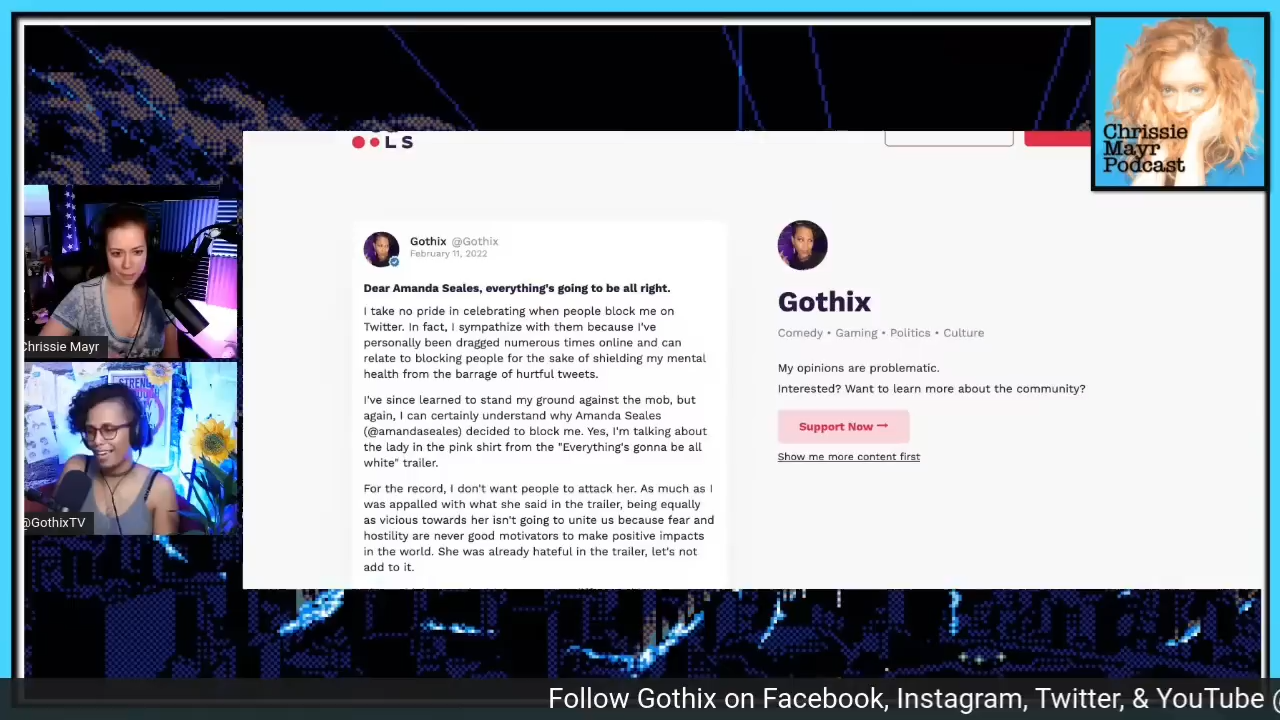 Chrissie
Mayr
Podcast
LS
Gothix @Gothix
February 11, 2022
Dear Amanda Seales, everything's going to be all right.
I take no pride in celebrating when people block me on
Twitter. In fact, I sympathize with them because I've
personally been dragged numerous times online and can
relate to blocking people for the sake of shielding my mental
health from the barrage of hurtful tweets.
I've since learned to stand my ground against the mob, but
again, I can certainly understand why Amanda Seales
(@amandaseales) decided to block me. Yes, I'm talking about
the lady in the pink shirt from the "Everything's gonna be all
white" trailer.
For the record, I don't want people to attack her. As much as I
was appalled with what she said in the trailer, being equally
as vicious towards her isn't going to unite us because fear and
hostility are never good motivators to make positive impacts
in the world. She was already hateful in the trailer, let's not
add to it.
Gothix
Comedy • Gaming • Politics • Culture
My opinions are problematic.
Interested? Want to learn more about the community?
Support Now →
Show me more content first
Chrissie Mayr
@GothixTV
Follow Gothix on Facebook, Instagram, Twitter, & YouTube @